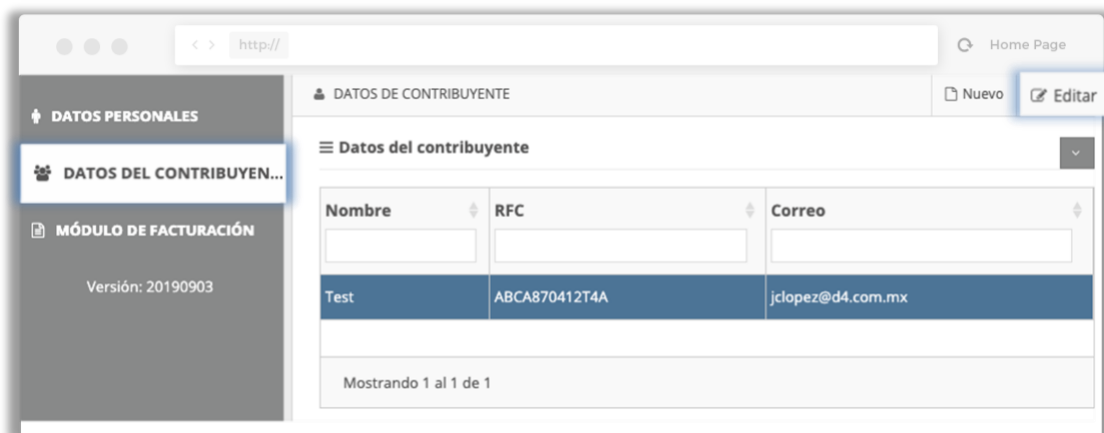 http://
Home Page
DATOS PERSONALES
DATOS DEL CONTRIBUYEN...
MÓDULO DE FACTURACIÓN
Versión: 20190903
DATOS DE CONTRIBUYENTE
Nuevo
Editar
Datos del contribuyente
Nombre RFC Correo
Test ABCA870412T4A jclopez@d4.com.mx
Mostrando 1 al 1 de 1